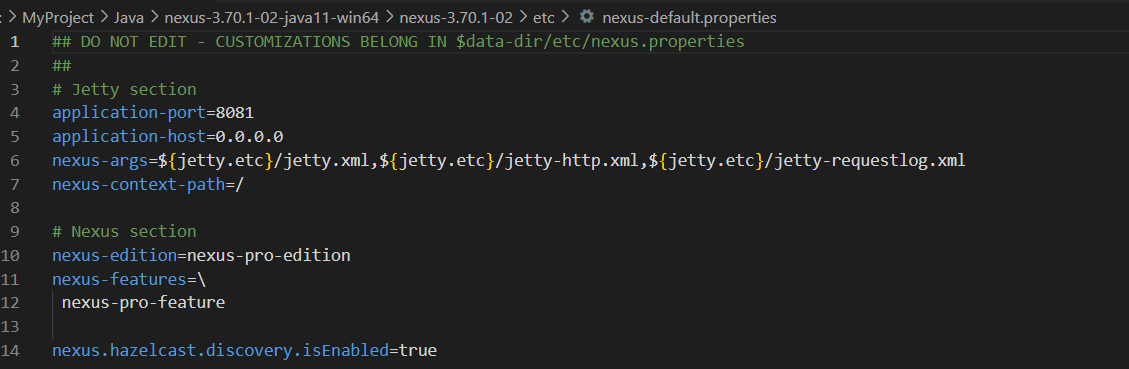 : > MyProject > Java > nexus-3.70.1-02-java11-win64 > nexus-3.70.1-02 > etc > nexus-default.properties
1 ## DO NOT EDIT - CUSTOMIZATIONS BELONG IN $data-dir/etc/nexus.properties
2 ##
3 # Jetty section
4 application-port=8081
5 application-host=0.0.0.0
6 nexus-args=${jetty.etc}/jetty.xml,${jetty.etc}/jetty-http.xml,${jetty.etc}/jetty-requestlog.xml
7 nexus-context-path=/
8
9 # Nexus section
10 nexus-edition=nexus-pro-edition
11 nexus-features=\
12  nexus-pro-feature
13
14 nexus.hazelcast.discovery.isEnabled=true